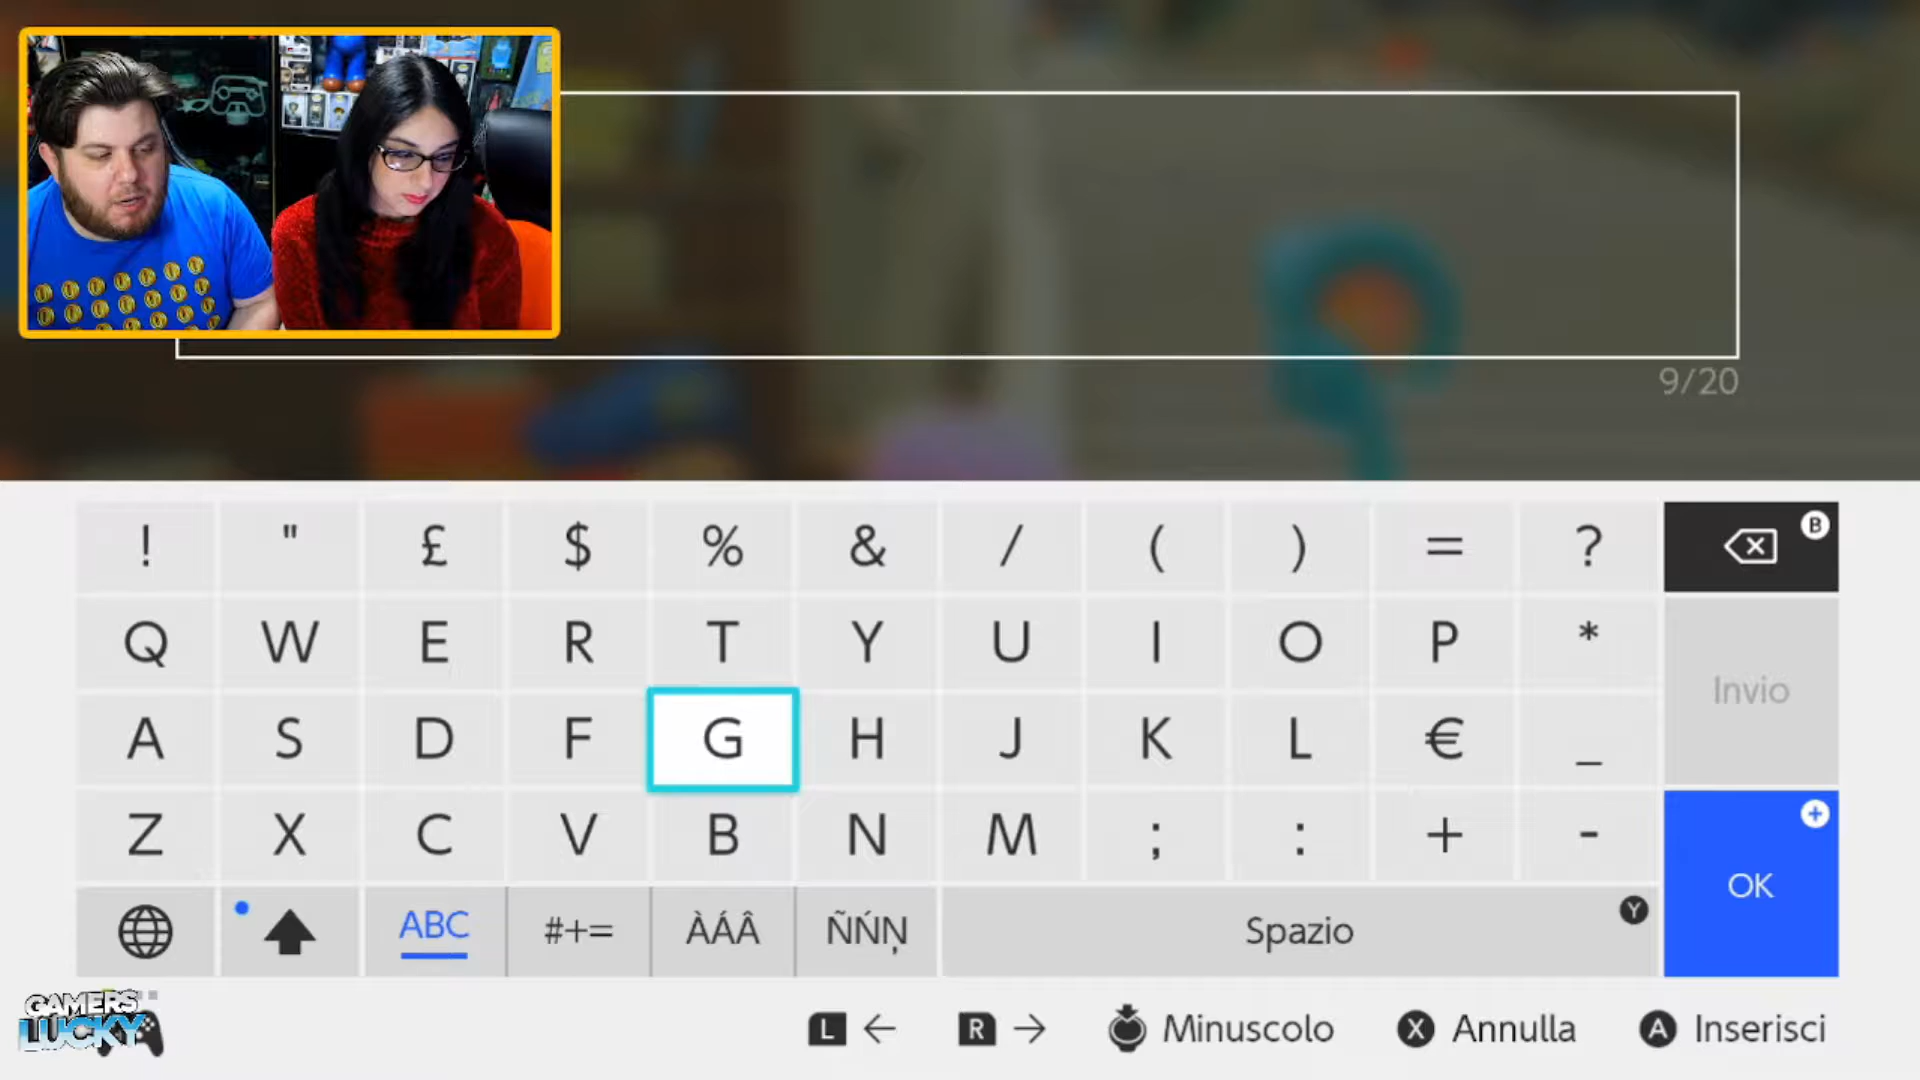 9/20
! " £ $ % & / ( ) = ? B
Q W E R T Y U I O P *
Invio
A S D F G H J K L € _
Z X C V B N M ; : + - +
OK
ABC #+= ÀÁÂ ÑŃŅ Spazio Y
GAMERS
LUCKY
L ← R → Minuscolo X Annulla A Inserisci